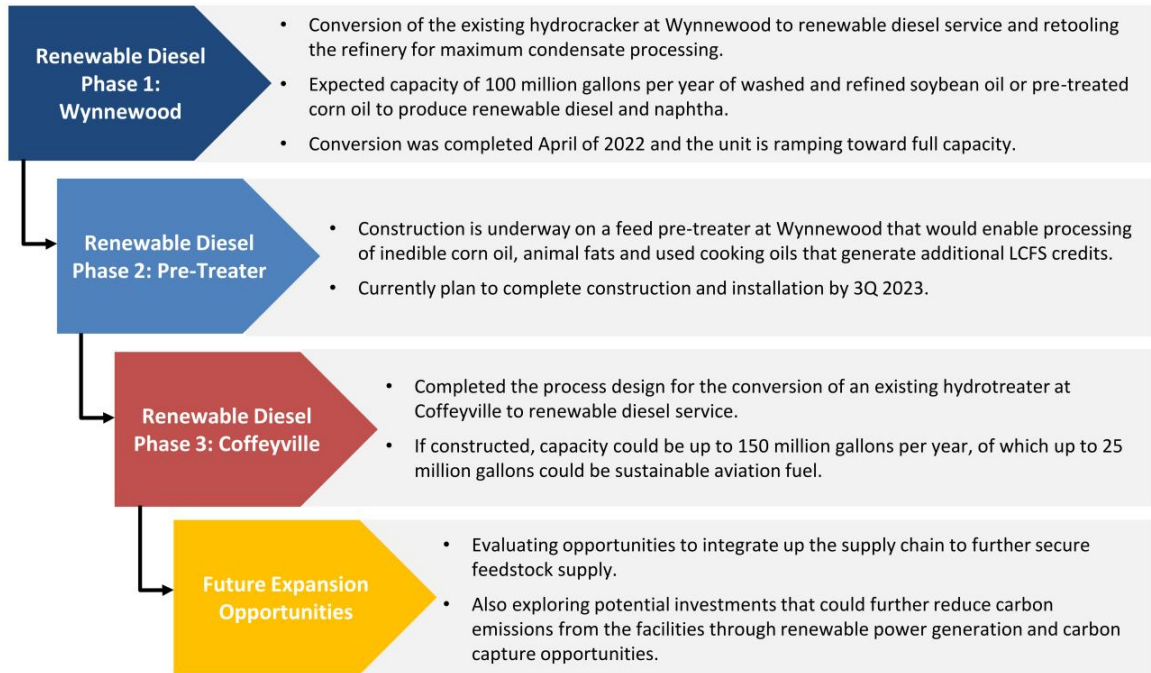 Renewable Diesel
Phase 1:
Wynnewood
• Conversion of the existing hydrocracker at Wynnewood to renewable diesel service and retooling
the refinery for maximum condensate processing.
• Expected capacity of 100 million gallons per year of washed and refined soybean oil or pre-treated
corn oil to produce renewable diesel and naphtha.
• Conversion was completed April of 2022 and the unit is ramping toward full capacity.
Renewable Diesel
Phase 2: Pre-Treater
• Construction is underway on a feed pre-treater at Wynnewood that would enable processing
of inedible corn oil, animal fats and used cooking oils that generate additional LCFS credits.
• Currently plan to complete construction and installation by 3Q 2023.
Renewable Diesel
Phase 3: Coffeyville
• Completed the process design for the conversion of an existing hydrotreater at
Coffeyville to renewable diesel service.
• If constructed, capacity could be up to 150 million gallons per year, of which up to 25
million gallons could be sustainable aviation fuel.
Future Expansion
Opportunities
• Evaluating opportunities to integrate up the supply chain to further secure
feedstock supply.
• Also exploring potential investments that could further reduce carbon
emissions from the facilities through renewable power generation and carbon
capture opportunities.